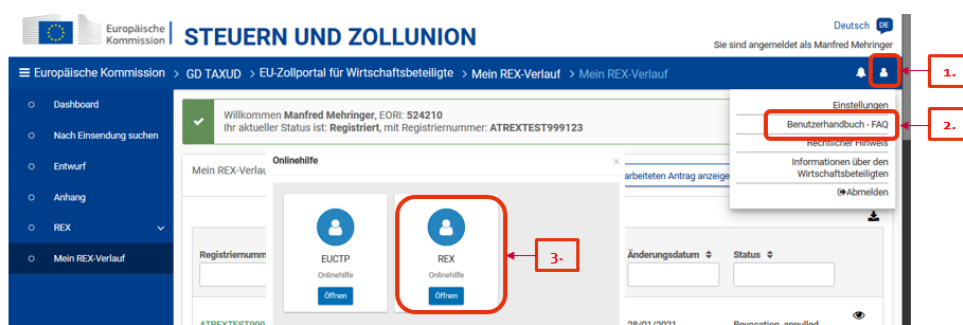 Europäische
Kommission
STEUERN UND ZOLLUNION
Deutsch DE
Sie sind angemeldet als Manfred Mehringer
Europäische Kommission > GD TAXUD > EU-Zollportal für Wirtschaftsbeteiligte > Mein REX-Verlauf > Mein REX-Verlauf
1.
Dashboard
Nach Einsendung suchen
Entwurf
Anhang
REX
Mein REX-Verlauf
Willkommen Manfred Mehringer, EORI: 524210
Ihr aktueller Status ist: Registriert, mit Registriernummer: ATREXTEST999123
Einstellungen
Benutzerhandbuch - FAQ
2.
Rechtlicher Hinweis
Informationen über den
Wirtschaftsbeteiligten
Abmelden
Mein REX-Verlau
Onlinehilfe
×
arbeiteten Antrag anzeige
EUCTP
Onlinehilfe
Öffnen
REX
Onlinehilfe
Öffnen
3.
Registriernumm
Änderungsdatum
Status
ATREXTEST999
28/01/2021
Revocation annulled